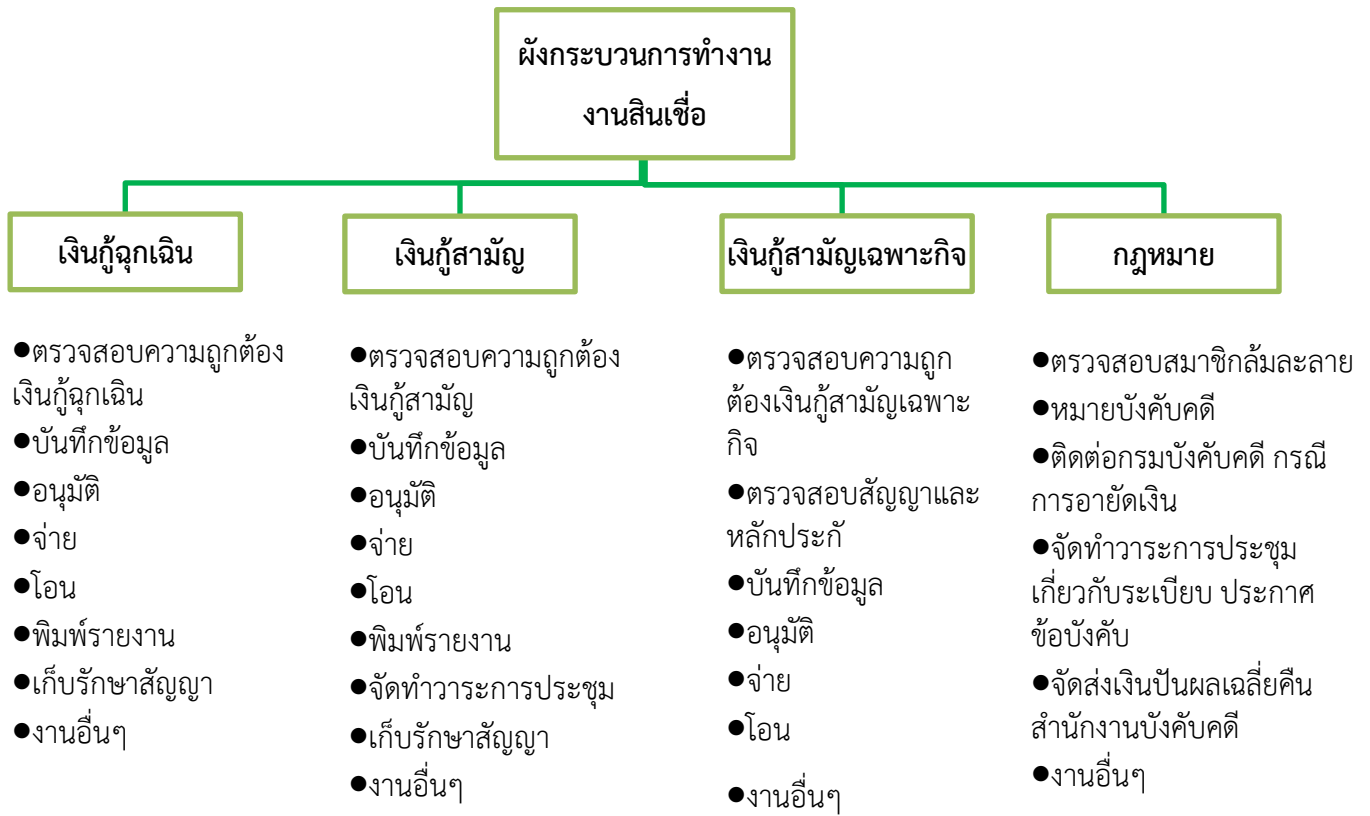 ผังกระบวนการทำงาน
งานสินเชื่อ
เงินกู้ฉุกเฉิน
●ตรวจสอบความถูกต้อง
เงินกู้ฉุกเฉิน
●บันทึกข้อมูล
●อนุมัติ
●จ่าย
●โอน
●พิมพ์รายงาน
●เก็บรักษาสัญญา
●งานอื่นๆ
เงินกู้สามัญ
●ตรวจสอบความถูกต้อง
เงินกู้สามัญ
●บันทึกข้อมูล
●อนุมัติ
●จ่าย
●โอน
●พิมพ์รายงาน
●จัดทำวาระการประชุม
●เก็บรักษาสัญญา
●งานอื่นๆ
เงินกู้สามัญเฉพาะกิจ
●ตรวจสอบความถูก
ต้องเงินกู้สามัญเฉพาะ
กิจ
●ตรวจสอบสัญญาและ
หลักประกั
●บันทึกข้อมูล
●อนุมัติ
●จ่าย
●โอน
●งานอื่นๆ
กฎหมาย
●ตรวจสอบสมาชิกล้มละลาย
●หมายบังคับคดี
●ติดต่อกรมบังคับคดี กรณี
การอายัดเงิน
●จัดทำวาระการประชุม
เกี่ยวกับระเบียบ ประกาศ
ข้อบังคับ
●จัดส่งเงินปันผลเฉลี่ยคืน
สำนักงานบังคับคดี
●งานอื่นๆ